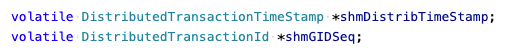 volatile DistributedTransactionTimeStamp *shmDistribTimeStamp;
volatile DistributedTransactionId *shmGIDSeq;